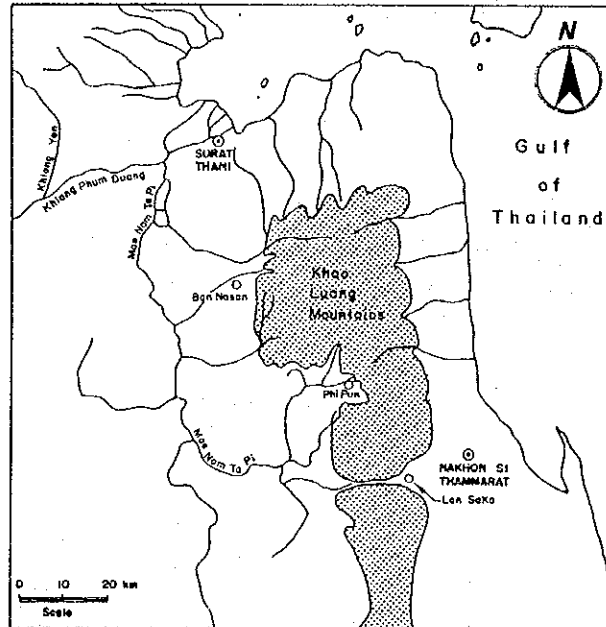 N
Gulf
of
Thailand
SURAT
THANI
Khlong Yen
Khlong Phum Duang
Mae Nam Ta Pi
Ban Nasan
Khao
Luang
Mountains
Phi Pun
Mae Nam Ta Pi
NAKHON SI
THAMMARAT
Lan Saka
0 10 20 km
Scale